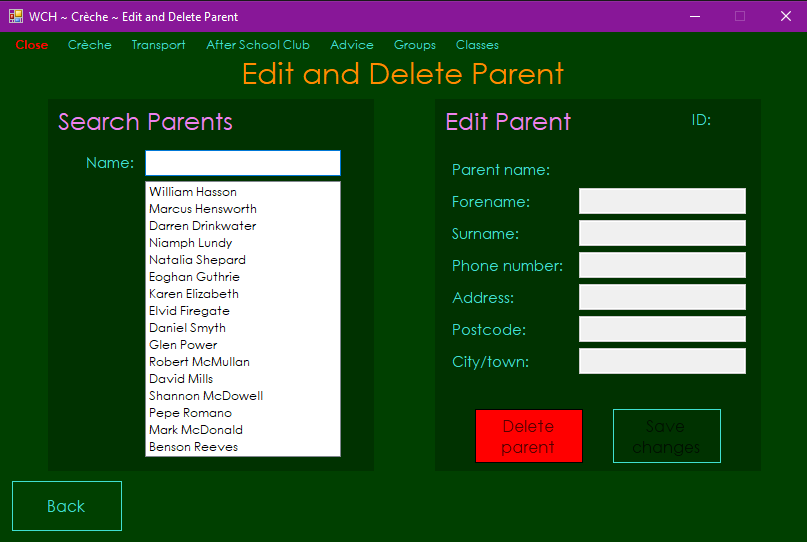 WCH ~ Crèche ~ Edit and Delete Parent
Close Crèche Transport After School Club Advice Groups Classes
Edit and Delete Parent
Search Parents
Name:
William Hasson
Marcus Hensworth
Darren Drinkwater
Niamph Lundy
Natalia Shepard
Eoghan Guthrie
Karen Elizabeth
Elvid Firegate
Daniel Smyth
Glen Power
Robert McMullan
David Mills
Shannon McDowell
Pepe Romano
Mark McDonald
Benson Reeves
Edit Parent
ID:
Parent name:
Forename:
Surname:
Phone number:
Address:
Postcode:
City/town:
Delete
parent
Save
changes
Back